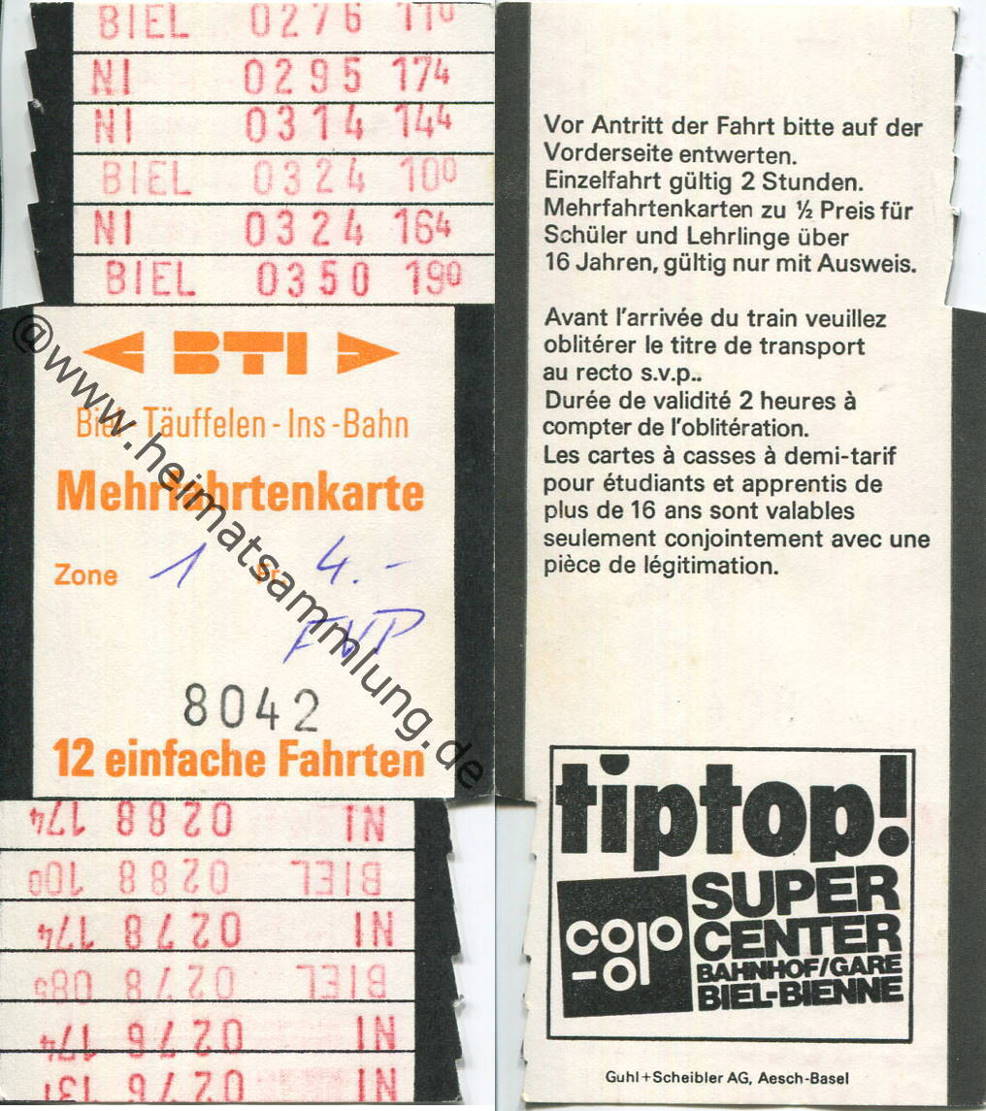 BIEL 0276 110
NI 0295 174
NI 0314 144
BIEL 0324 100
NI 0324 164
BIEL 0350 190
BTI
Biel-Täuffelen-Ins-Bahn
Mehrfahrtenkarte
Zone 1 Fr. 4.-
8042
12 einfache Fahrten
NI 0288 174
BIEL 0288 100
NI 0278 174
BIEL 0278 085
NI 0276 174
NI 0276 131
@www.heimatsammlung.de
Vor Antritt der Fahrt bitte auf der
Vorderseite entwerten.
Einzelfahrt gültig 2 Stunden.
Mehrfahrtenkarten zu ½ Preis für
Schüler und Lehrlinge über
16 Jahren, gültig nur mit Ausweis.
Avant l'arrivée du train veuillez
oblitérer le titre de transport
au recto s.v.p..
Durée de validité 2 heures à
compter de l'oblitération.
Les cartes à casses à demi-tarif
pour étudiants et apprentis de
plus de 16 ans sont valables
seulement conjointement avec une
pièce de légitimation.
tiptop!
coop
SUPER
CENTER
BAHNHOF/GARE
BIEL-BIENNE
Guhl+Scheibler AG, Aesch-Basel